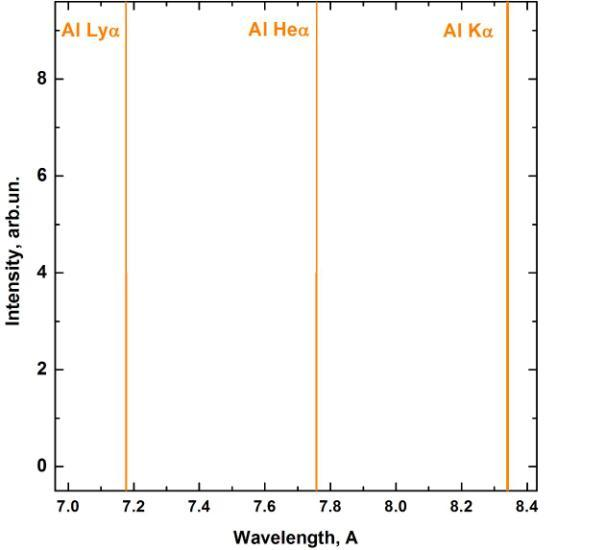 Al Lyα Al Heα Al Kα
8
6
4
2
0
Intensity, arb.un.
7.0 7.2 7.4 7.6 7.8 8.0 8.2 8.4
Wavelength, A